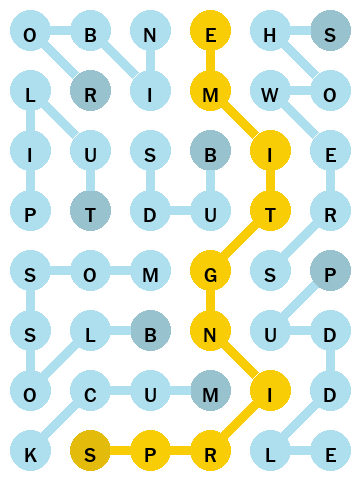 O B N E H S
L R I M W O
I U S B I E
P T D U T R
S O M G S P
S L B N U D
O C U M I D
K S P R L E